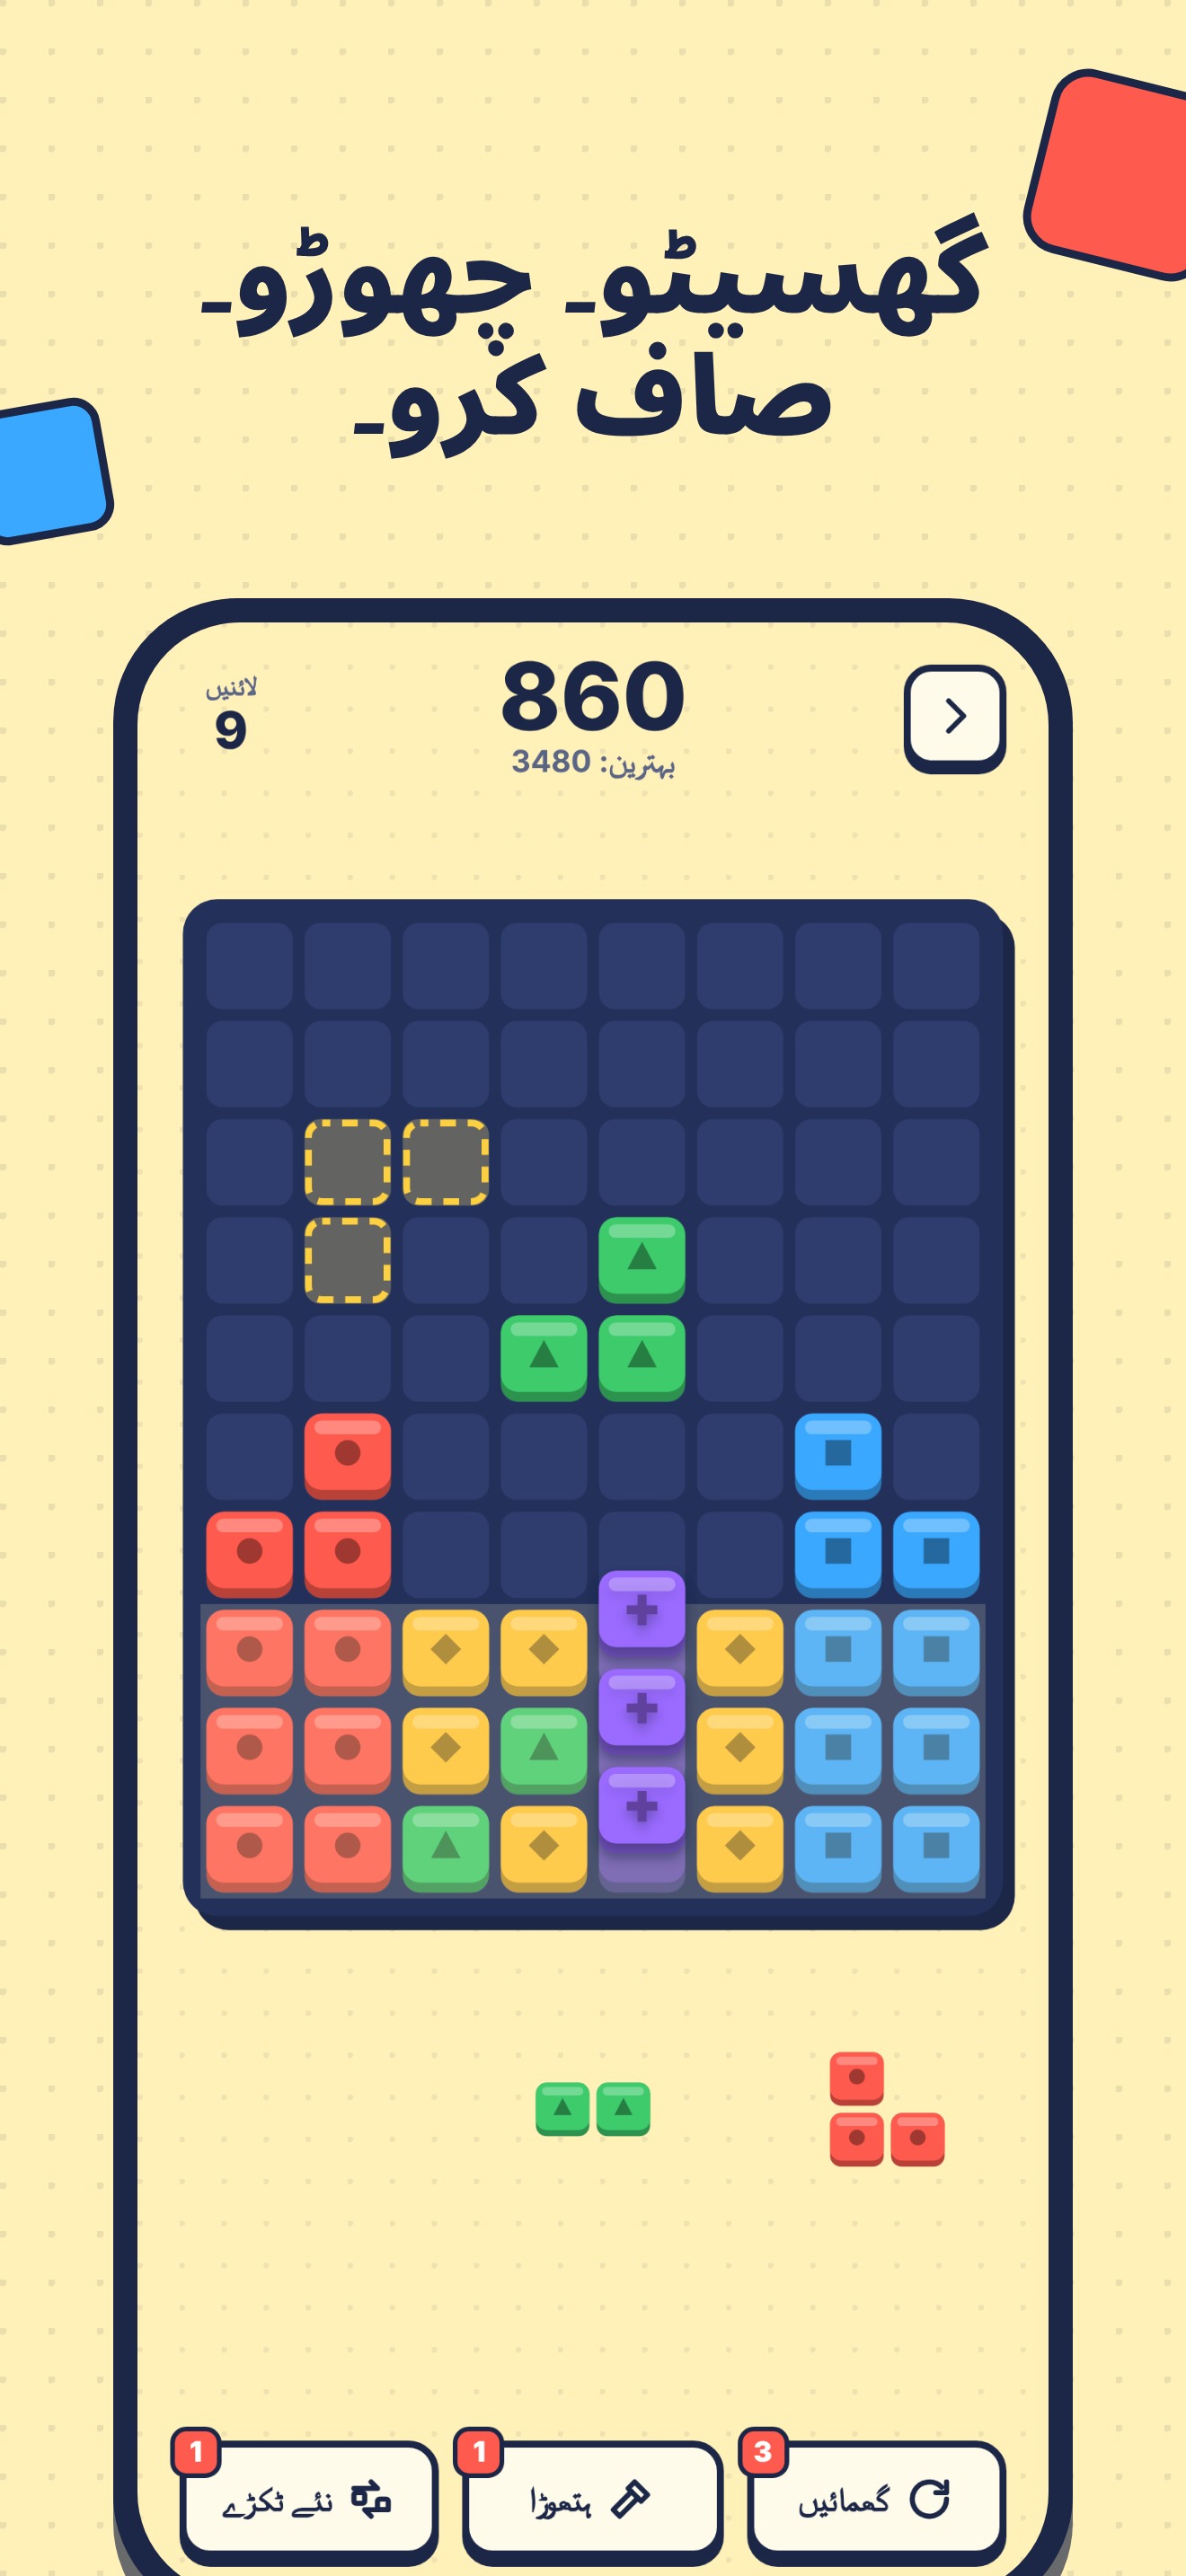 گھسیٹو۔ چھوڑو۔
صاف کرو۔
860
بہترین: 3480
لائنیں
9
3
گھمائیں
1
ہتھوڑا
1
نئے ٹکڑے